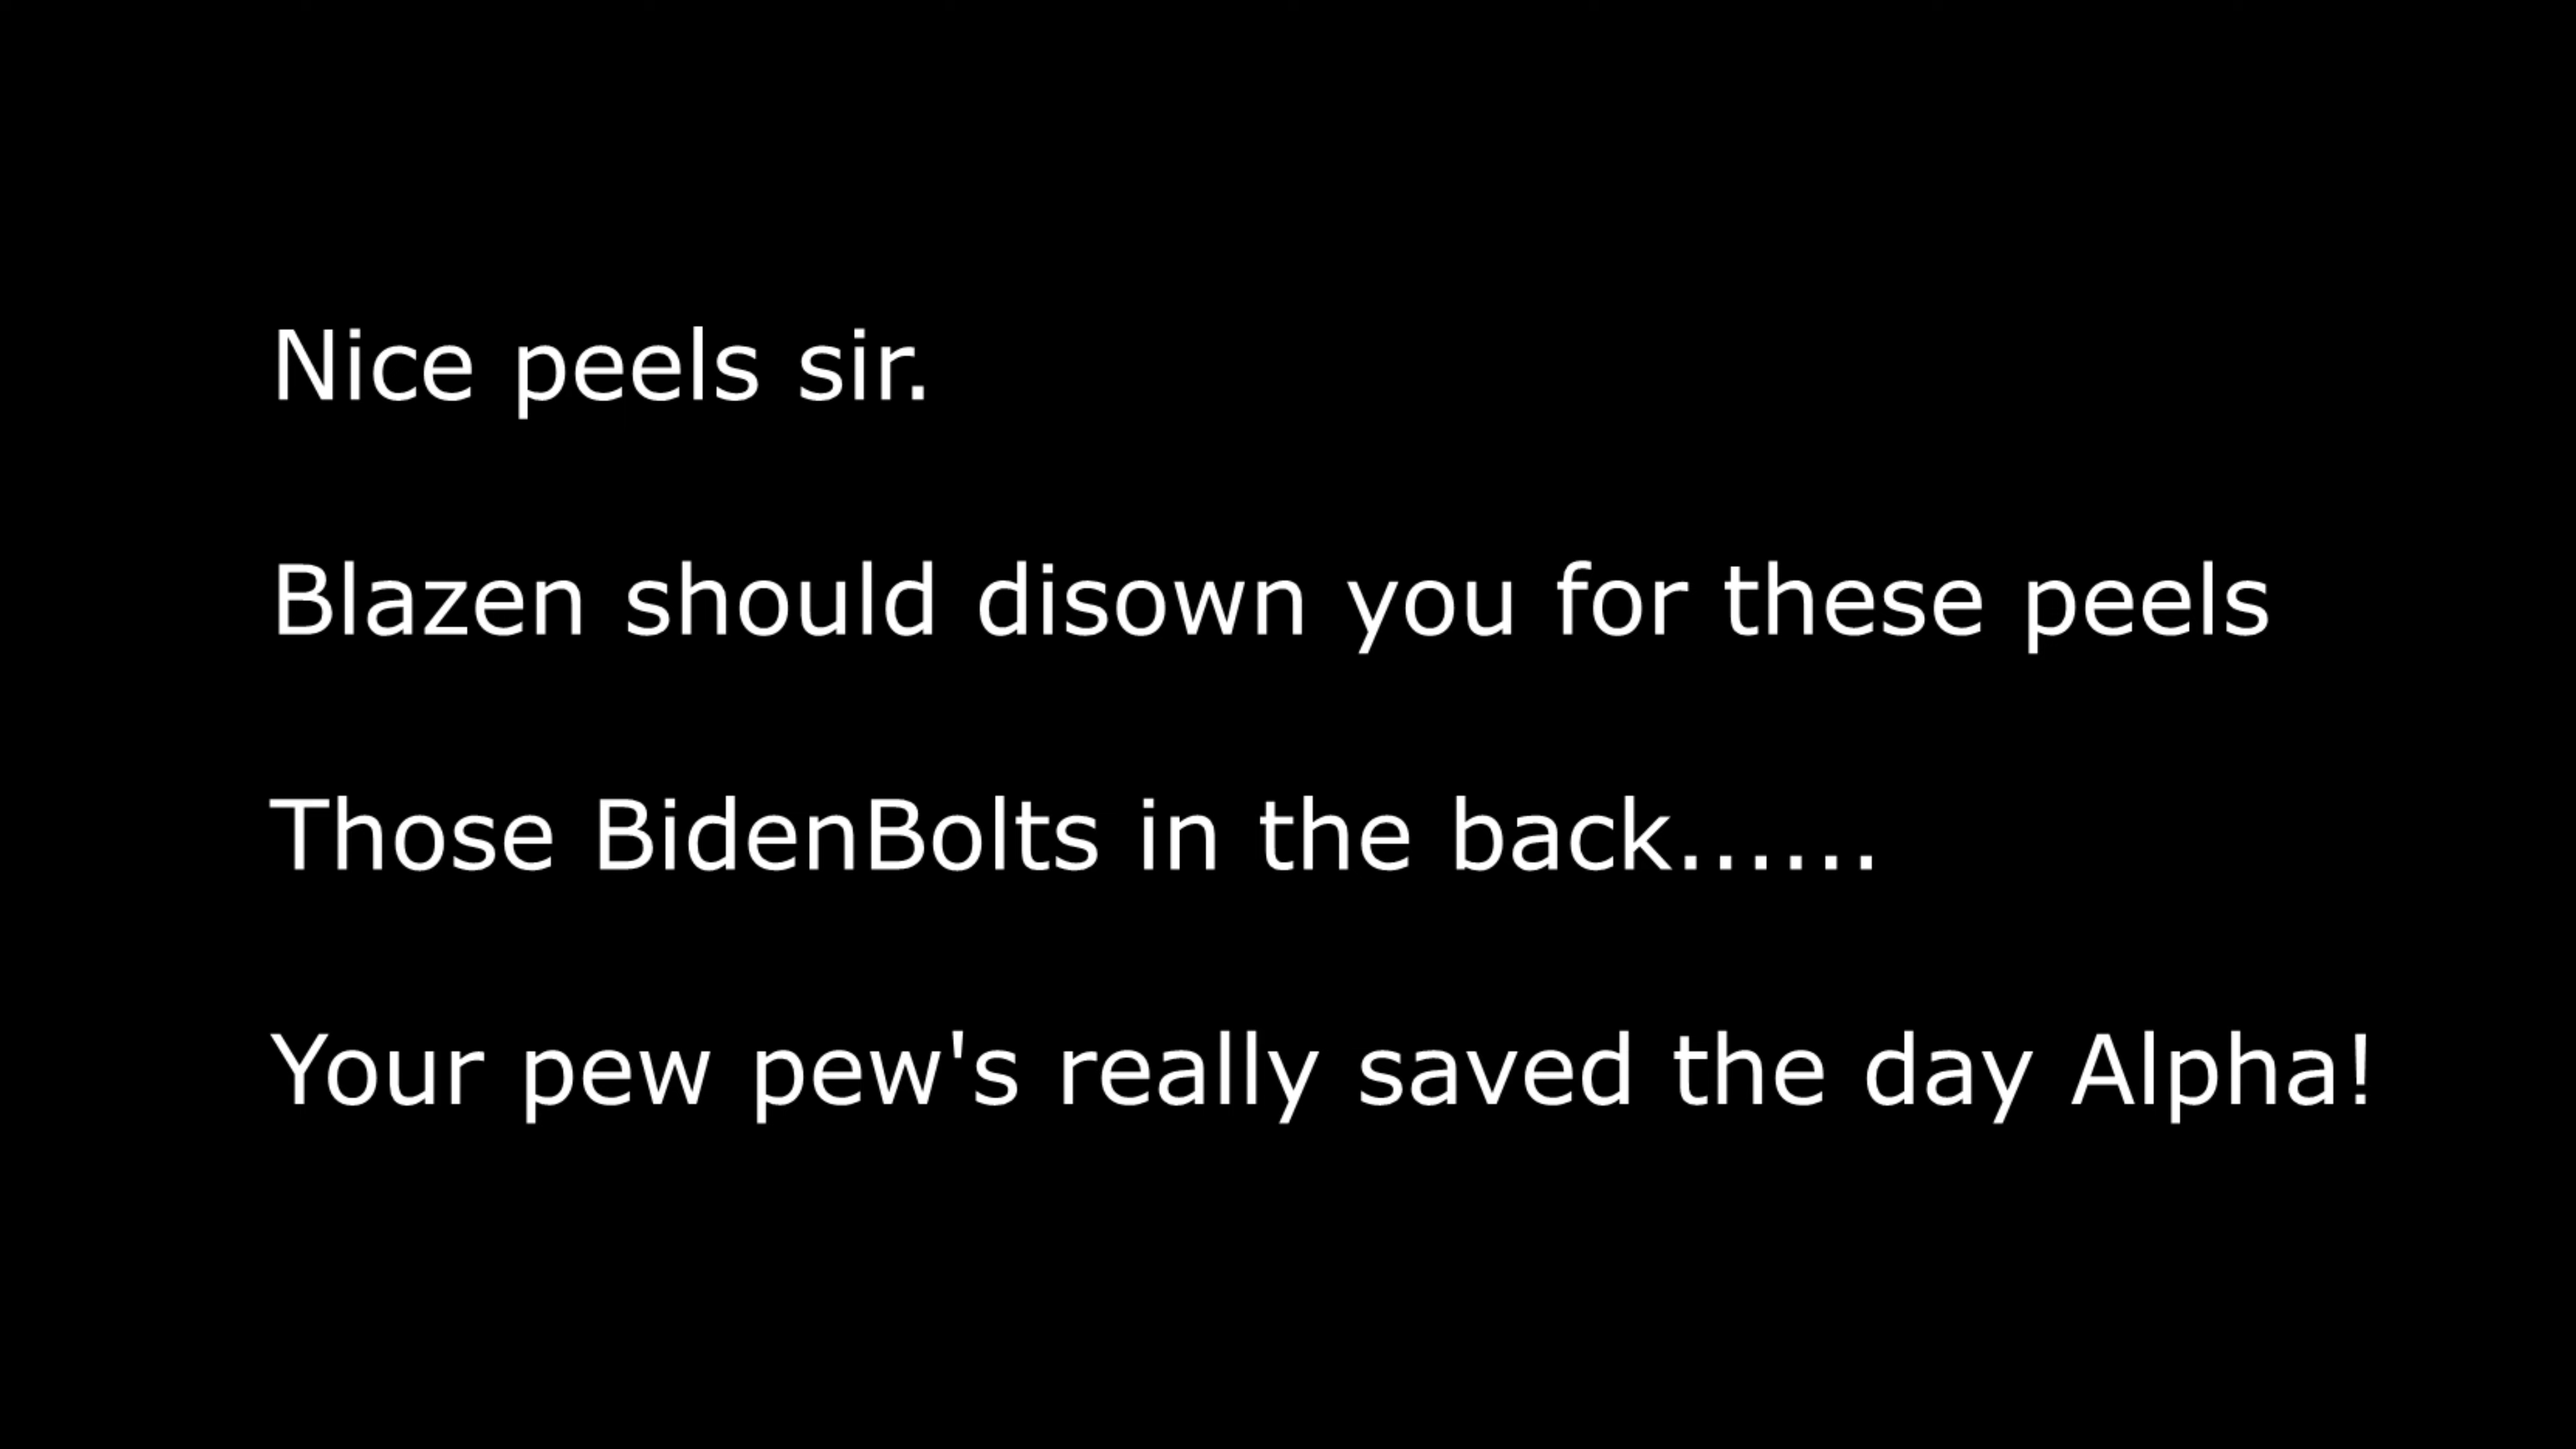 Nice peels sir.
Blazen should disown you for these peels
Those BidenBolts in the back......
Your pew pew's really saved the day Alpha!